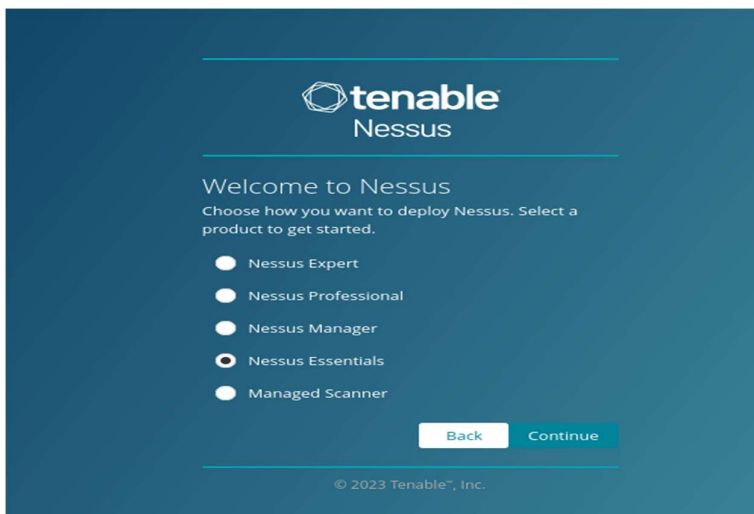 tenable
Nessus
Welcome to Nessus
Choose how you want to deploy Nessus. Select a
product to get started.
Nessus Expert
Nessus Professional
Nessus Manager
Nessus Essentials
Managed Scanner
Back Continue
© 2023 Tenable™, Inc.